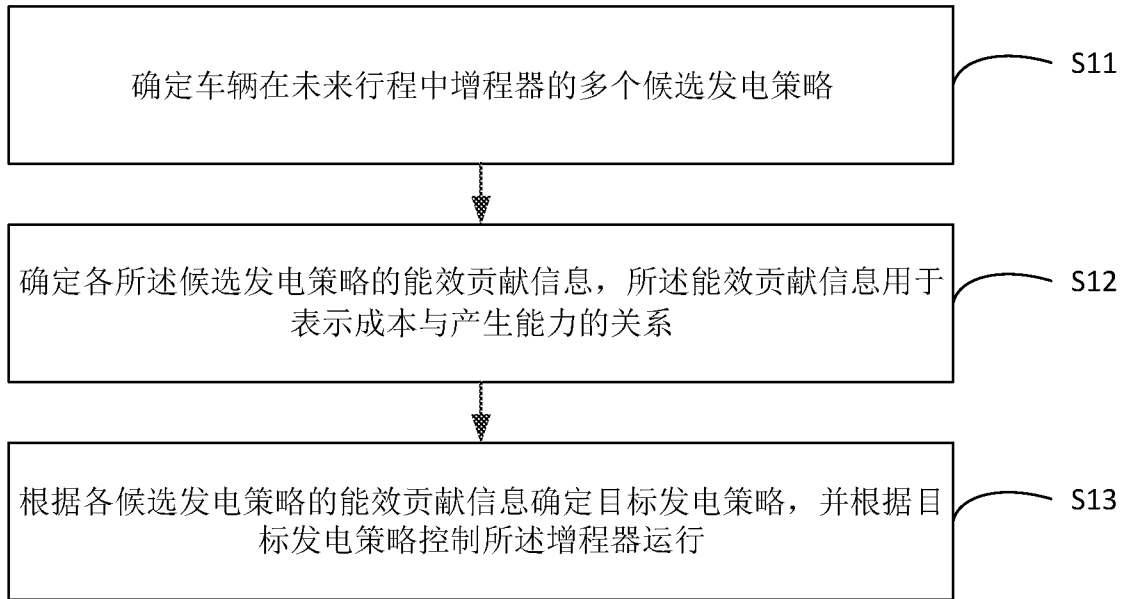 确定车辆在未来行程中增程器的多个候选发电策略
S11
确定各所述候选发电策略的能效贡献信息，所述能效贡献信息用于
表示成本与产生能力的关系
S12
根据各候选发电策略的能效贡献信息确定目标发电策略，并根据目
标发电策略控制所述增程器运行
S13